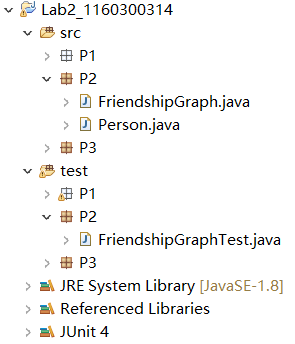 Lab2_1160300314
src
P1
P2
FriendshipGraph.java
Person.java
P3
test
P1
P2
FriendshipGraphTest.java
P3
JRE System Library [JavaSE-1.8]
Referenced Libraries
JUnit 4